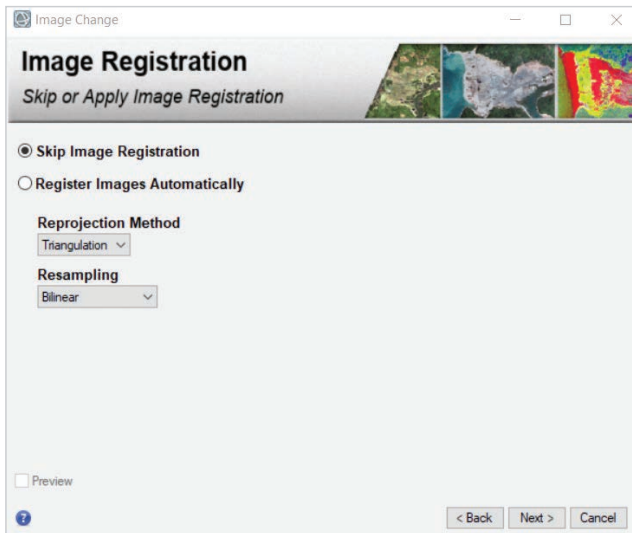 Image Change
Image Registration
Skip or Apply Image Registration
Skip Image Registration
Register Images Automatically
Reprojection Method
Triangulation
Resampling
Bilinear
Preview
?
< Back Next > Cancel